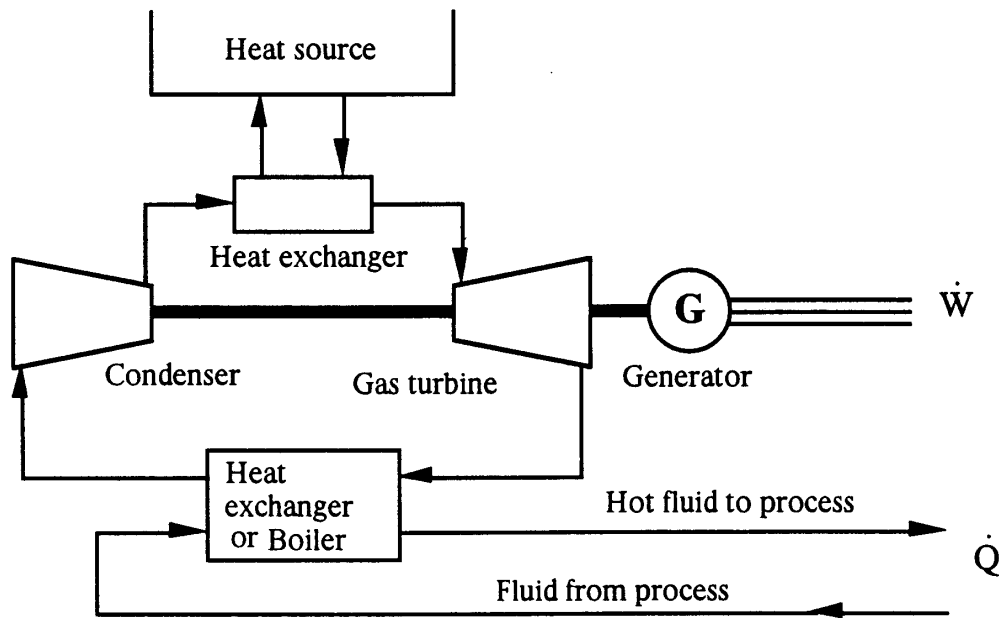 Heat source
Heat exchanger
Condenser
Gas turbine
G
Generator
Ẇ
Heat
exchanger
or Boiler
Hot fluid to process
Q̇
Fluid from process